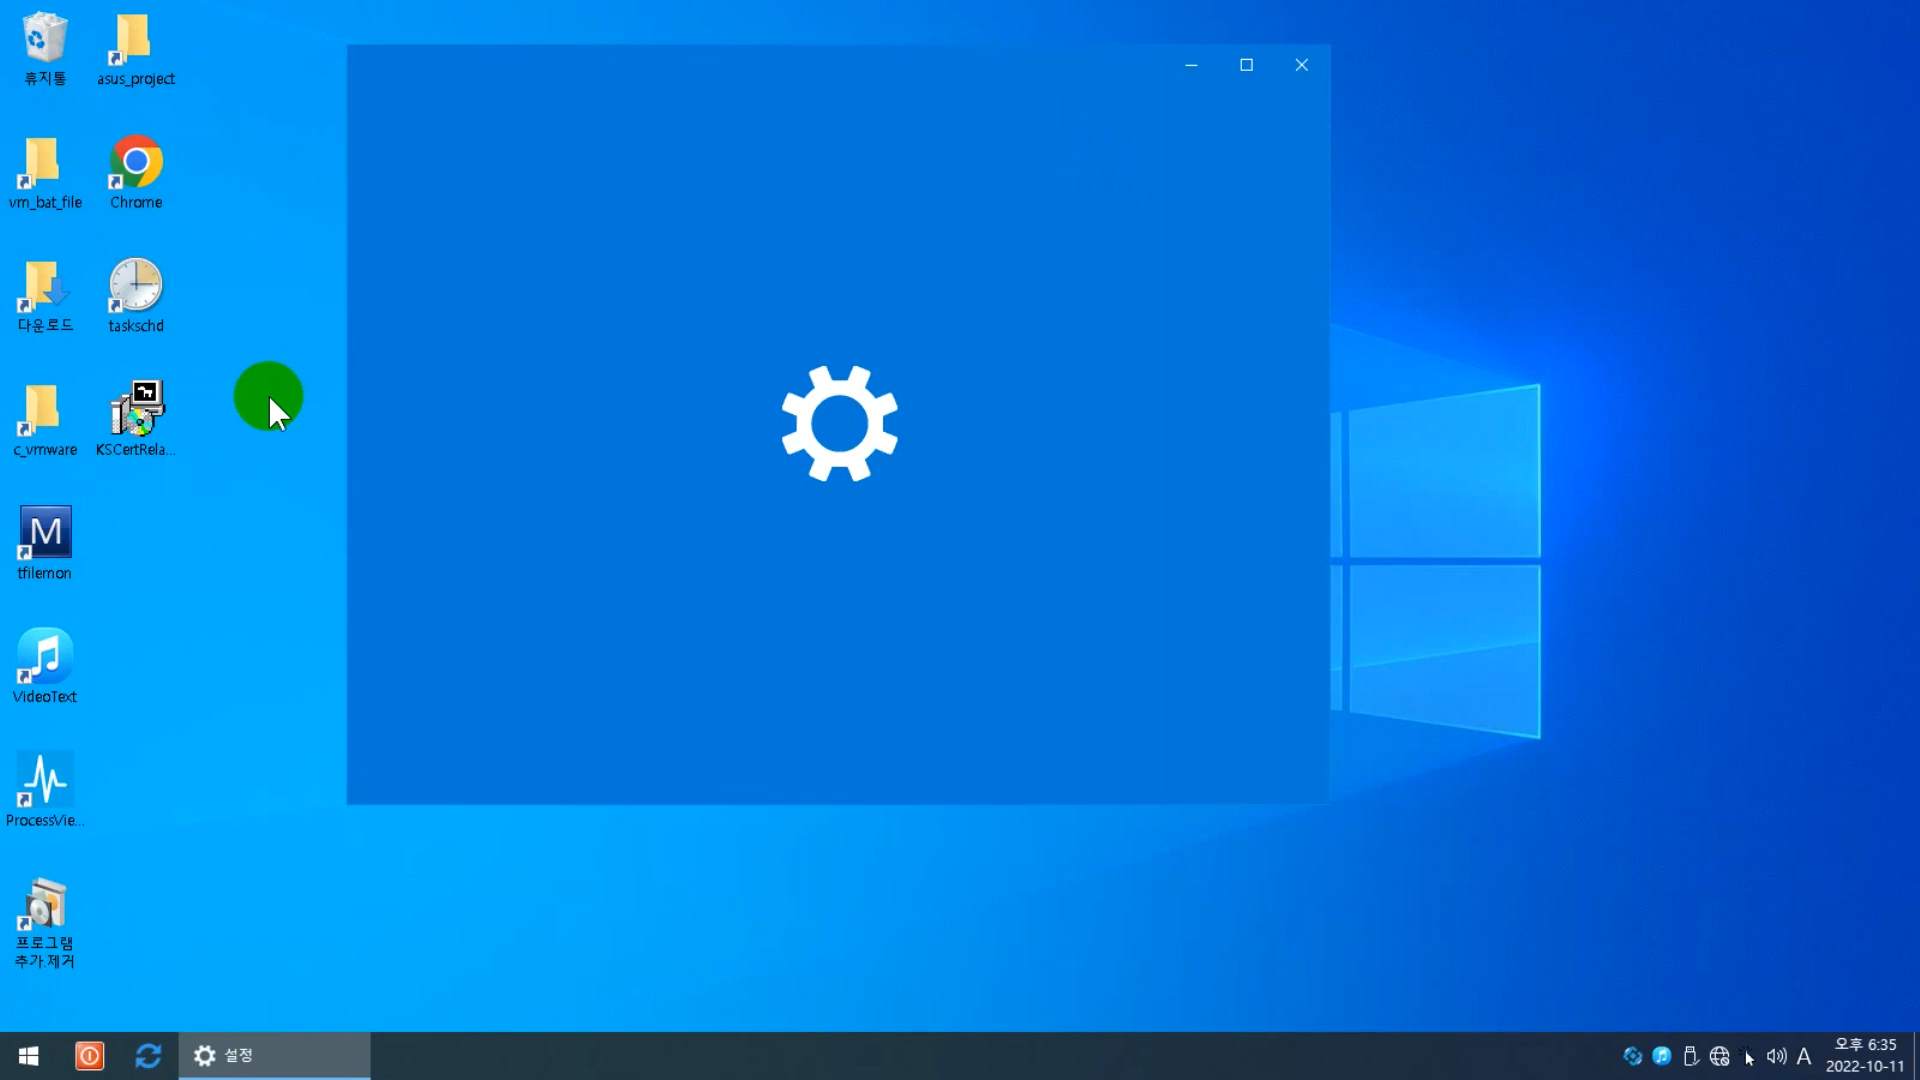 휴지통
asus_project
vm_bat_file
Chrome
다운로드
taskschd
c_vmware
KSCertRela...
M
tfilemon
VideoText
ProcessVie...
프로그램
추가.제거
설정
A
오후 6:35
2022-10-11